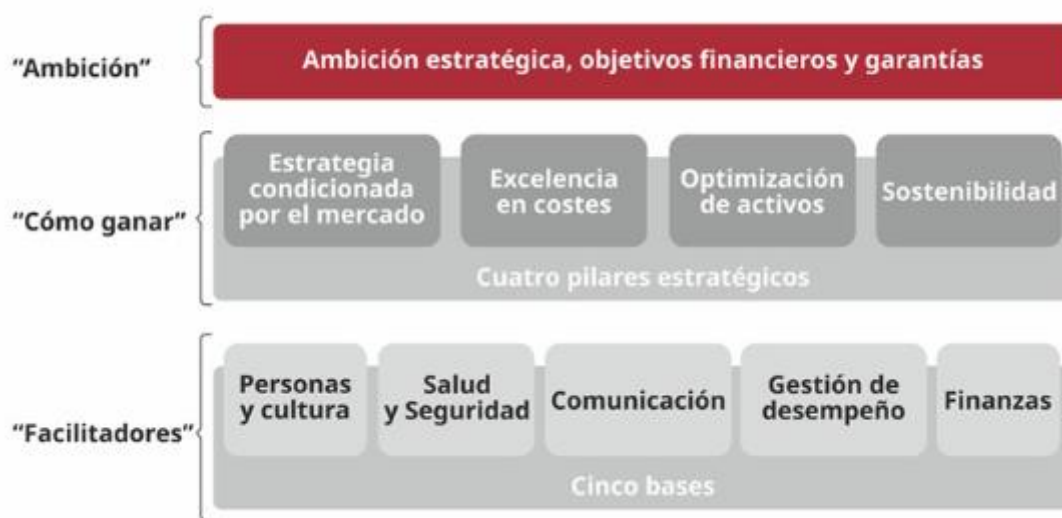 “Ambición”
Ambición estratégica, objetivos financieros y garantías
“Cómo ganar”
Estrategia
condicionada
por el mercado
Excelencia
en costes
Optimización
de activos
Sostenibilidad
Cuatro pilares estratégicos
“Facilitadores”
Personas
y cultura
Salud
y Seguridad
Comunicación
Gestión de
desempeño
Finanzas
Cinco bases